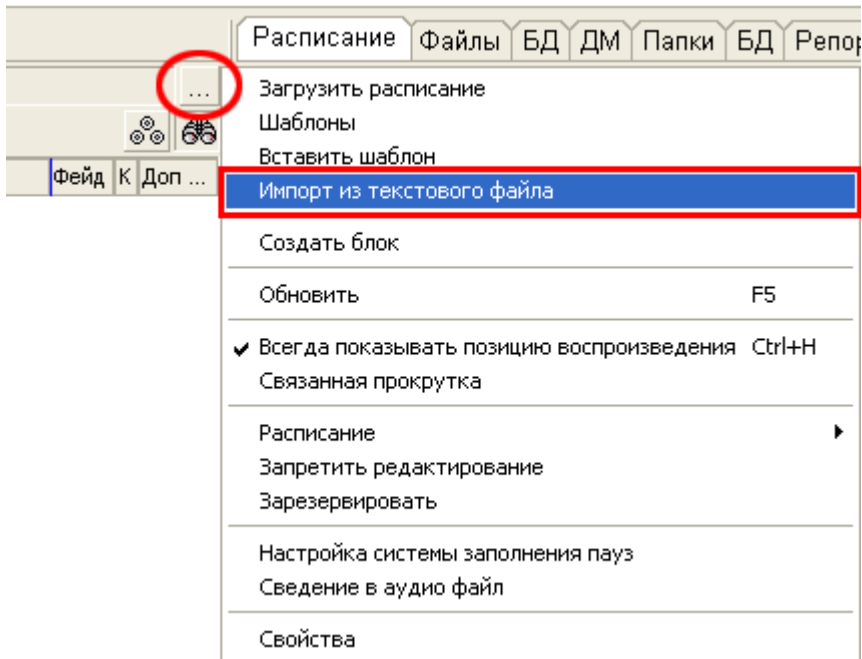 Расписание Файлы БД ДМ Папки БД Репор
...
Фейд К Доп ...
Загрузить расписание
Шаблоны
Вставить шаблон
Импорт из текстового файла
Создать блок
Обновить F5
Всегда показывать позицию воспроизведения Ctrl+H
Связанная прокрутка
Расписание
Запретить редактирование
Зарезервировать
Настройка системы заполнения пауз
Сведение в аудио файл
Свойства